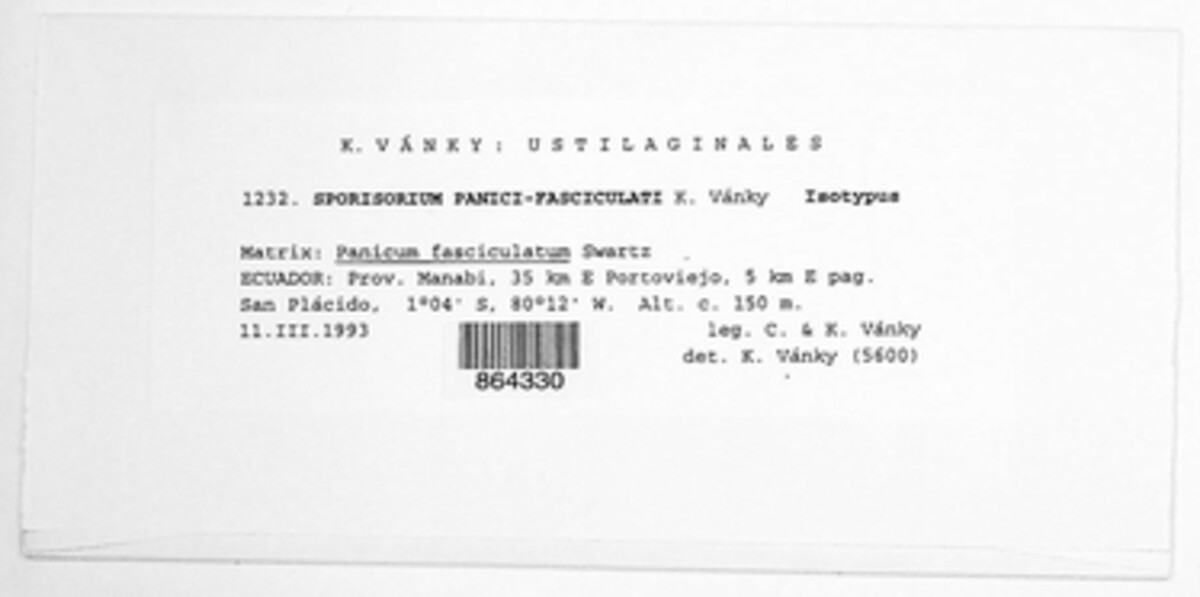 K. VÁNKY: USTILAGINALES
1232. SPORISORIUM PANICI-FASCICULATI K. Vánky Isotypus
Matrix: Panicum fasciculatum Swartz
ECUADOR: Prov. Manabi, 35 km E Portoviejo, 5 km E pag.
San Plácido, 1°04' S, 80°12' W. Alt. c. 150 m.
11.III.1993 leg. C. & K. Vánky
det. K. Vánky (5600)
864330